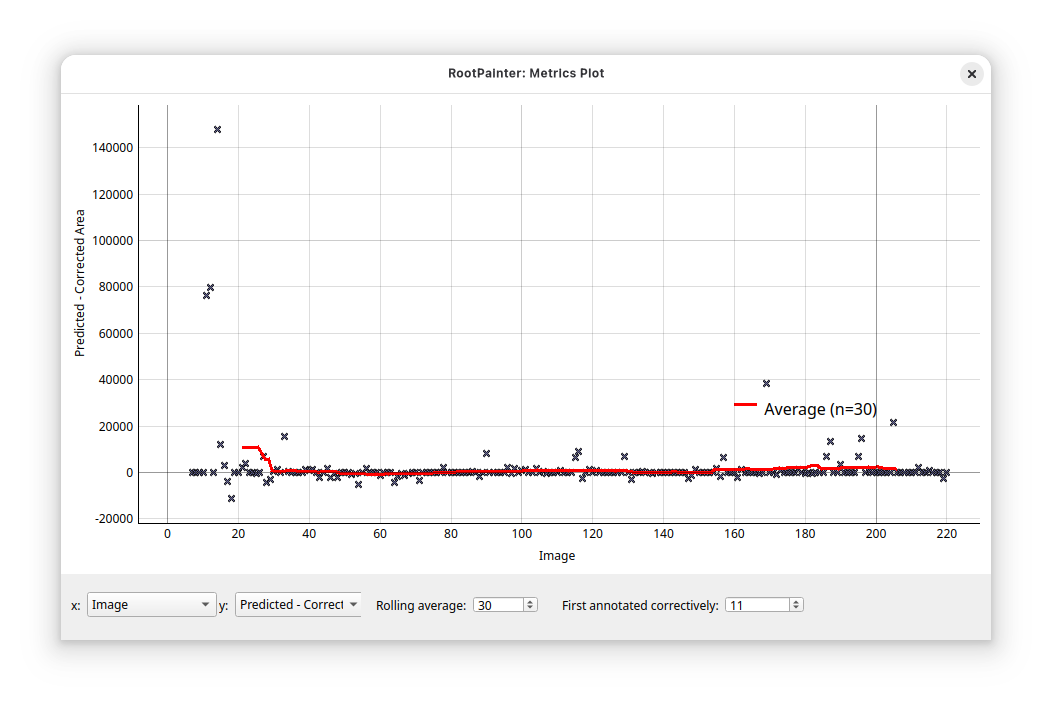 RootPainter: Metrics Plot
Predicted - Corrected Area
140000
120000
100000
80000
60000
40000
20000
0
-20000
Average (n=30)
0 20 40 60 80 100 120 140 160 180 200 220
Image
x: Image y: Predicted - Correct Rolling average: 30 First annotated correctively: 11